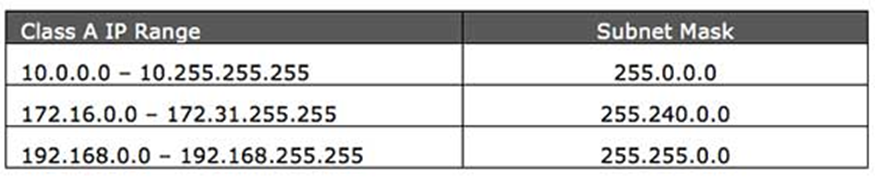 Class A IP Range Subnet Mask
10.0.0.0 – 10.255.255.255 255.0.0.0
172.16.0.0 – 172.31.255.255 255.240.0.0
192.168.0.0 – 192.168.255.255 255.255.0.0